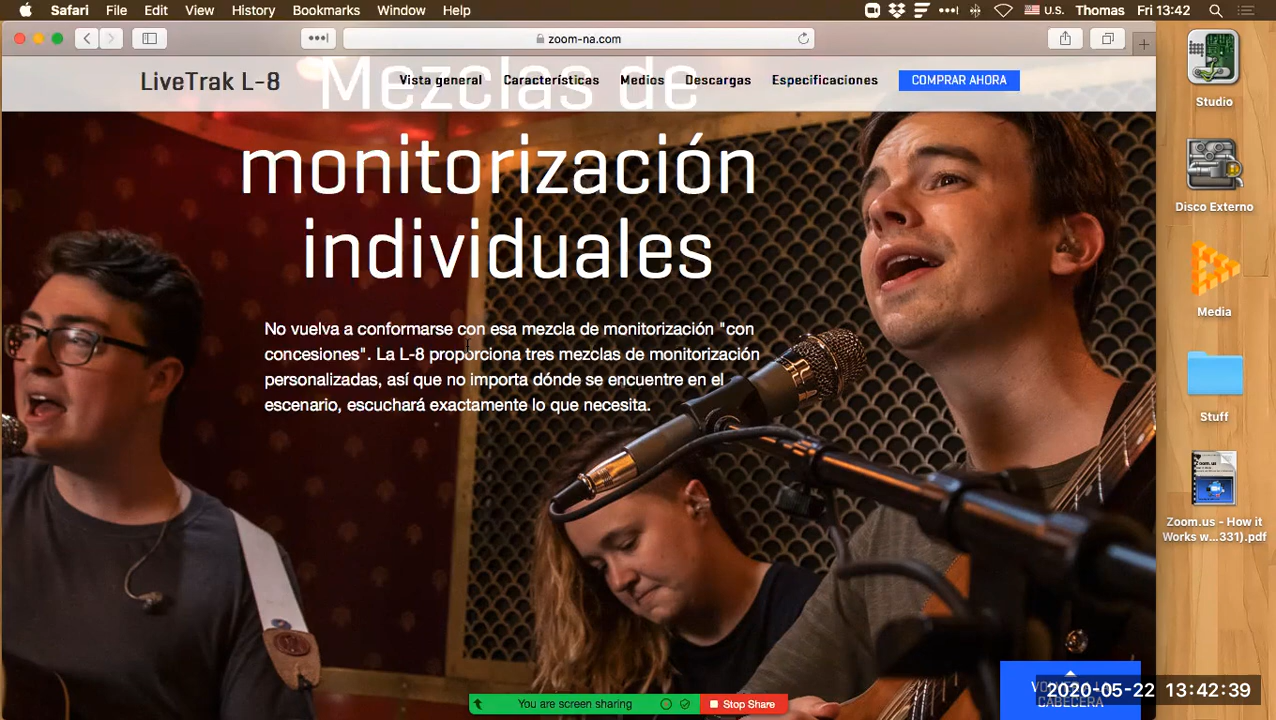 Safari File Edit View History Bookmarks Window Help
U.S. Thomas Fri 13:42
zoom-na.com
LiveTrak L-8 Vista general Características Medios Descargas Especificaciones COMPRAR AHORA
Mezclas de
monitorización
individuales
No vuelva a conformarse con esa mezcla de monitorización "con
concesiones". La L-8 proporciona tres mezclas de monitorización
personalizadas, así que no importa dónde se encuentre en el
escenario, escuchará exactamente lo que necesita.
Studio
Disco Externo
Media
Stuff
Zoom.us - How it
Works w...331).pdf
CABECERA
2020-05-22 13:42:39
You are screen sharing Stop Share